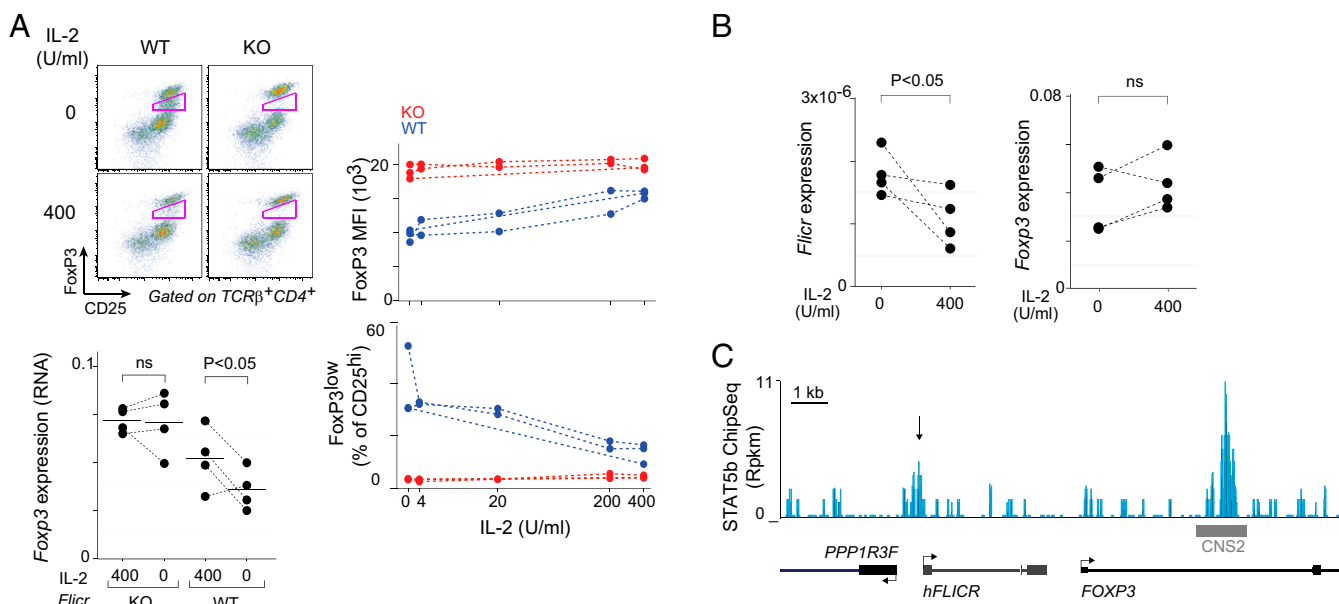 A
IL-2
(U/ml)
WT
KO
0
400
FoxP3
CD25
Gated on TCRβ+CD4+
KO
WT
FoxP3 MFI (10³)
20
10
0
FoxP3low
(% of CD25hi)
60
40
20
0
0 4 20 200 400
IL-2 (U/ml)
Foxp3 expression (RNA)
0.1
0
ns
P<0.05
IL-2 400 0 400 0
Flicr KO WT
B
P<0.05
3x10⁻⁶
0
Flicr expression
IL-2
(U/ml)
0 400
ns
0.08
0
Foxp3 expression
IL-2
(U/ml)
0 400
C
STAT5b ChipSeq
(Rpkm)
11
0
1 kb
CNS2
PPP1R3F
hFLICR
FOXP3